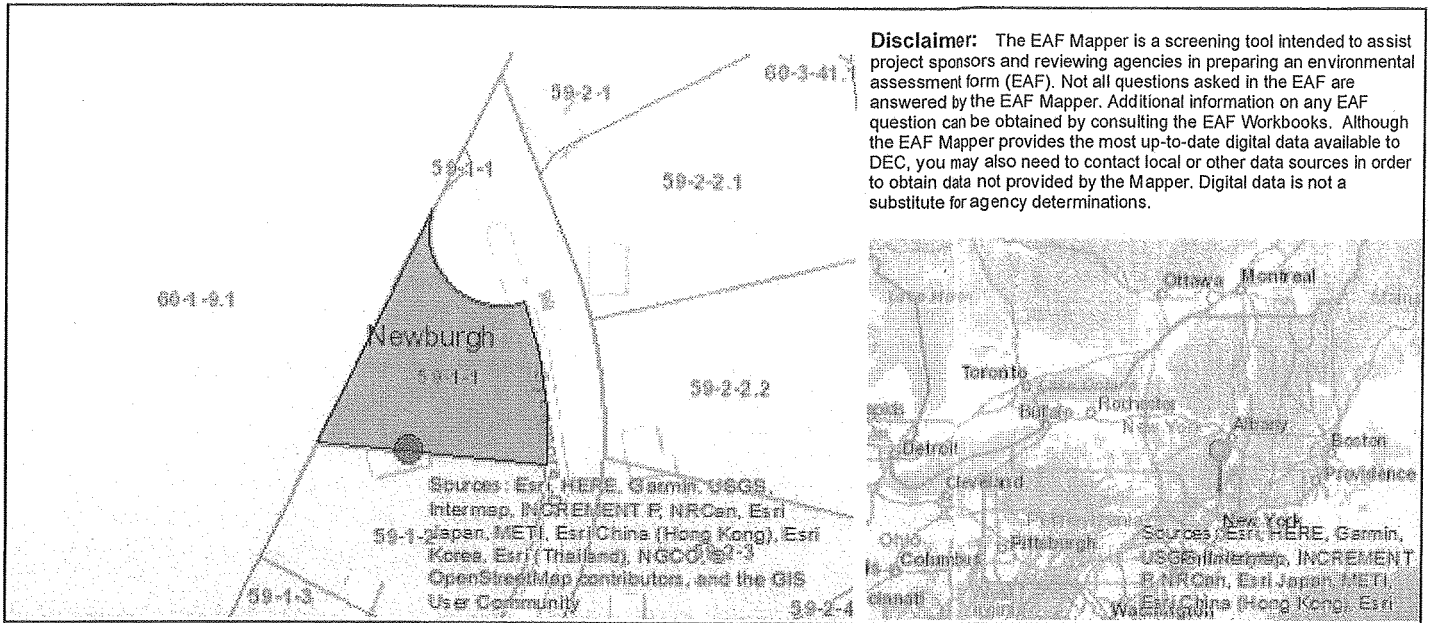 Disclaimer: The EAF Mapper is a screening tool intended to assist
project sponsors and reviewing agencies in preparing an environmental
assessment form (EAF). Not all questions asked in the EAF are
answered by the EAF Mapper. Additional information on any EAF
question can be obtained by consulting the EAF Workbooks. Although
the EAF Mapper provides the most up-to-date digital data available to
DEC, you may also need to contact local or other data sources in order
to obtain data not provided by the Mapper. Digital data is not a
substitute for agency determinations.
60-3-41.1
59-2-1
59-1-1
59-2-2.1
60-1-9.1
Newburgh
59-1-1
59-2-2.2
Sources: Esri, HERE, Garmin, USGS,
Intermap, INCREMENT P, NRCan, Esri
Japan, METI, Esri China (Hong Kong), Esri
Korea, Esri (Thailand), NGCC, ©
OpenStreetMap contributors, and the GIS
User Community
59-1-3
59-2-4
Ottawa
Montreal
Toronto
Buffalo
Rochester
New York
Albany
Boston
Detroit
Providence
Cleveland
New York
Ohio
Pittsburgh
Columbus
Sources: Esri, HERE, Garmin,
USGS, Intermap, INCREMENT
P, NRCan, Esri Japan, METI,
Esri China (Hong Kong), Esri
Washington